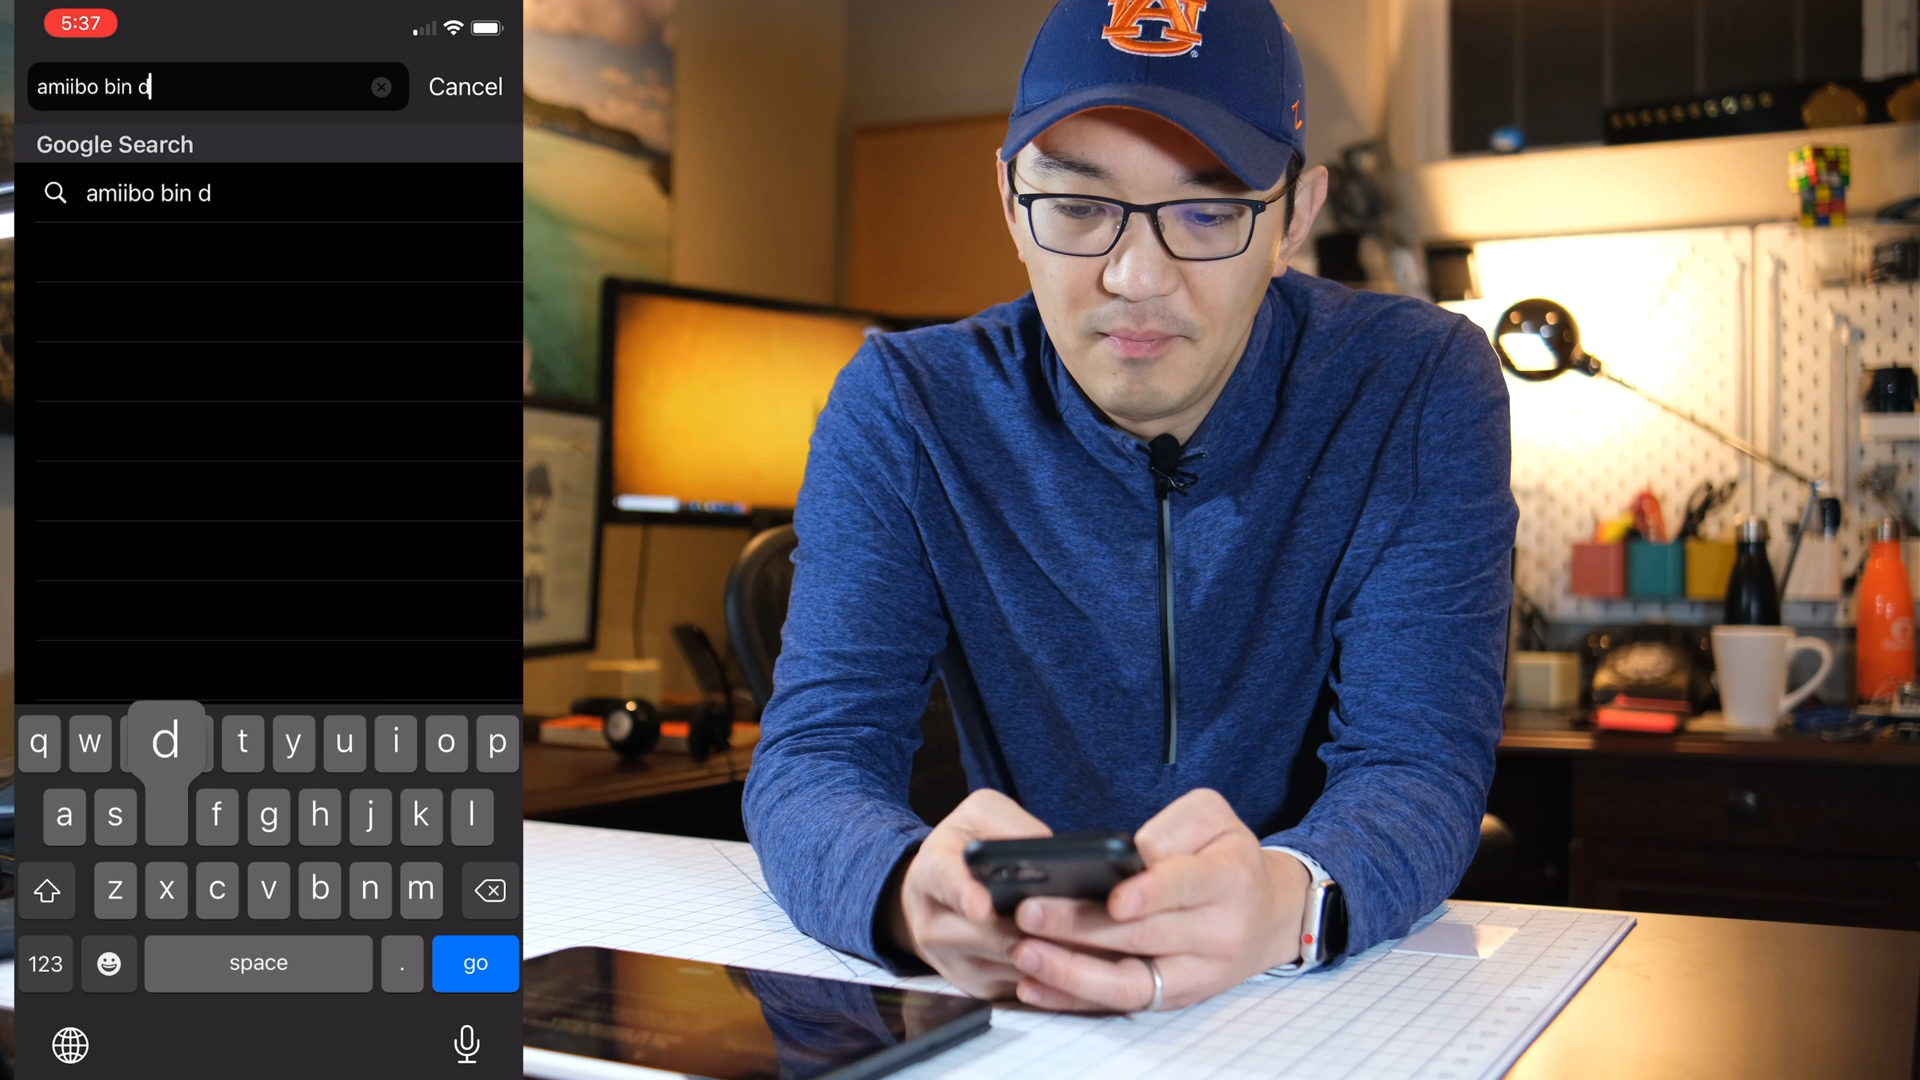 5:37
amiibo bin d
Cancel
Google Search
amiibo bin d
q w d t y u i o p
a s f g h j k l
z x c v b n m
123 space . go
AU